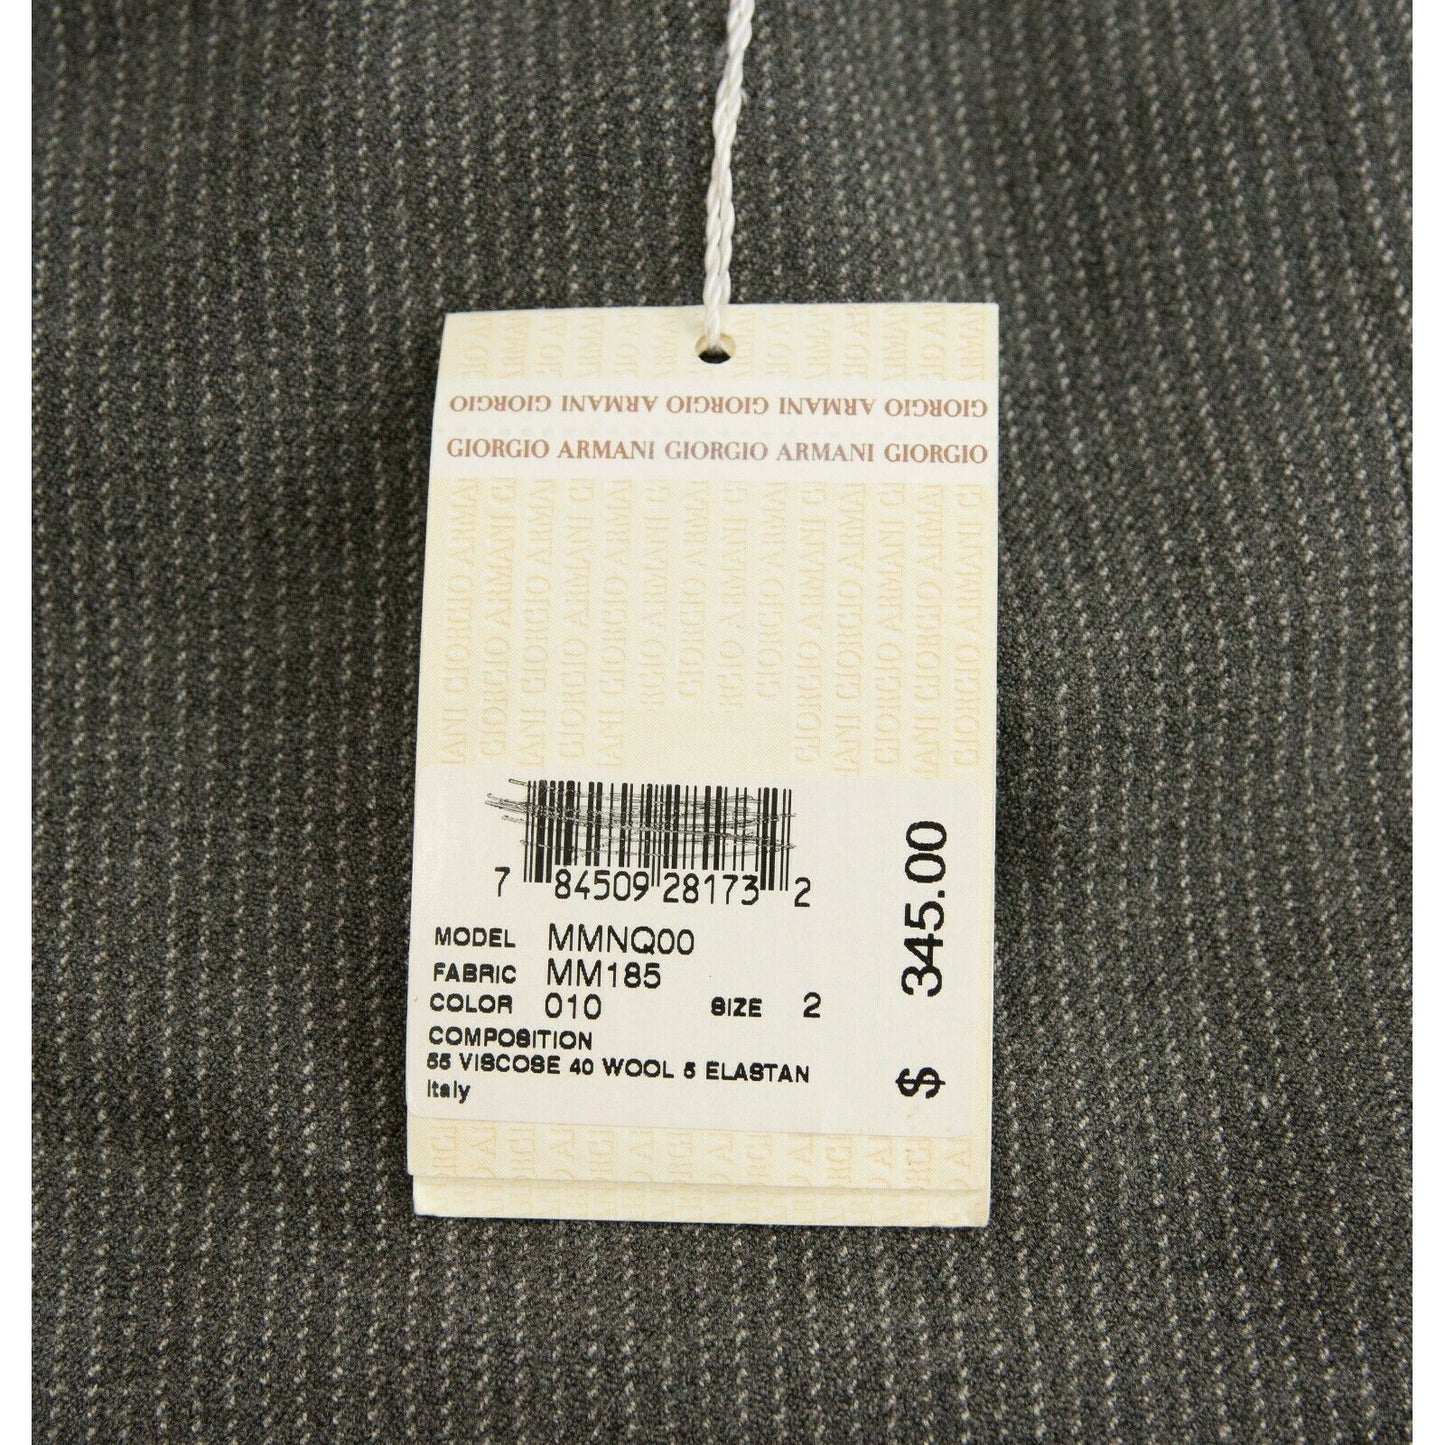 GIORGIO ARMANI GIORGIO ARMANI GIORGIO
GIORGIO ARMANI GIORGIO ARMANI GIORGIO
7 84509 28173 2
MODEL MMNQ00
FABRIC MM185
COLOR 010 SIZE 2
COMPOSITION
55 VISCOSE 40 WOOL 5 ELASTAN
Italy
$ 345.00